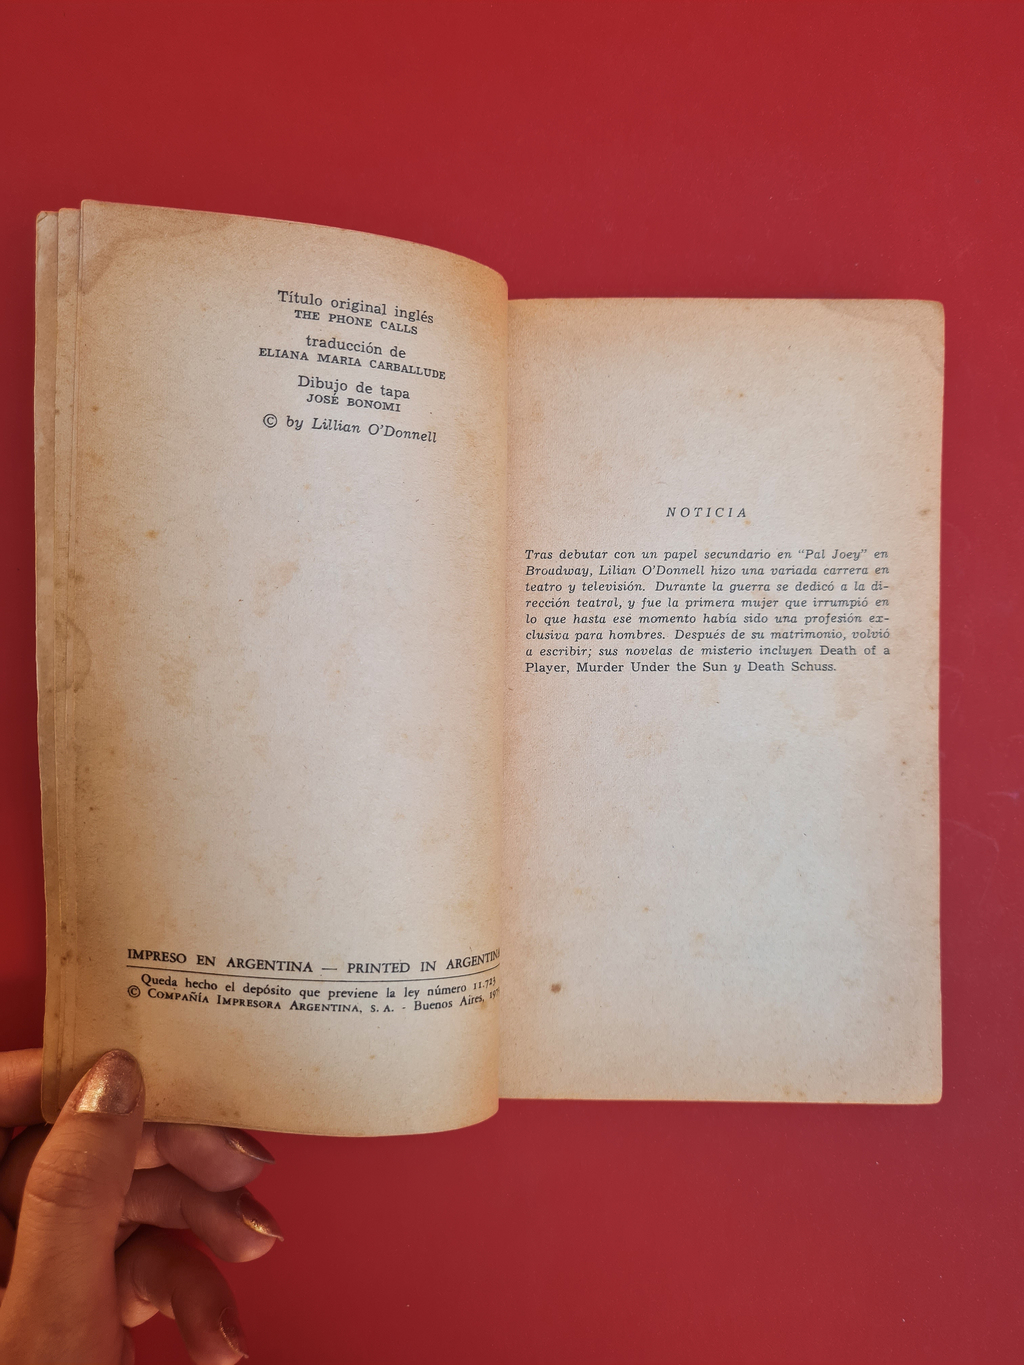 Título original inglés
THE PHONE CALLS
traducción de
ELIANA MARIA CARBALLUDE
Dibujo de tapa
JOSÉ BONOMI
© by Lillian O'Donnell
IMPRESO EN ARGENTINA — PRINTED IN ARGENTINA
Queda hecho el depósito que previene la ley número 11.723
© COMPAÑÍA IMPRESORA ARGENTINA, S. A. - Buenos Aires,
NOTICIA
Tras debutar con un papel secundario en “Pal Joey” en
Broadway, Lilian O'Donnell hizo una variada carrera en
teatro y televisión. Durante la guerra se dedicó a la di-
rección teatral, y fue la primera mujer que irrumpió en
lo que hasta ese momento había sido una profesión ex-
clusiva para hombres. Después de su matrimonio, volvió
a escribir; sus novelas de misterio incluyen Death of a
Player, Murder Under the Sun y Death Schuss.